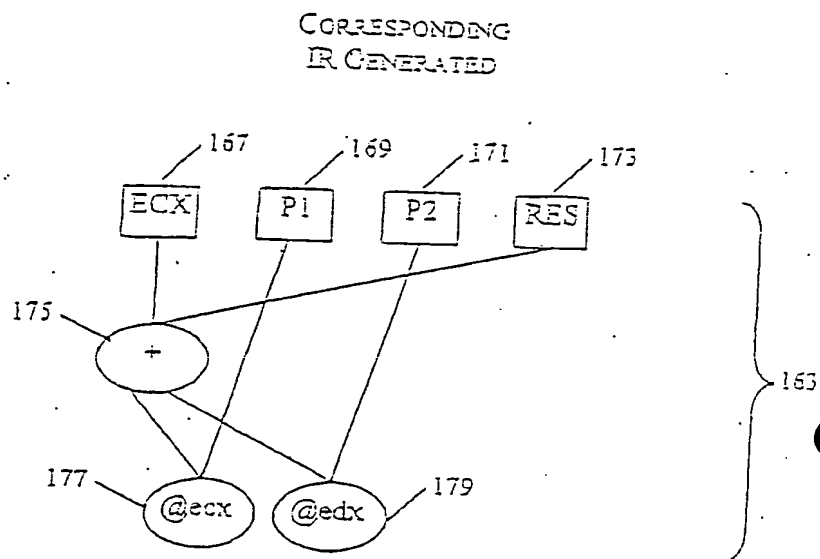 CORRESPONDING
IR GENERATED
167 169 171 173
ECX P1 P2 RES
175
+
163
177 @ecx @edx 179